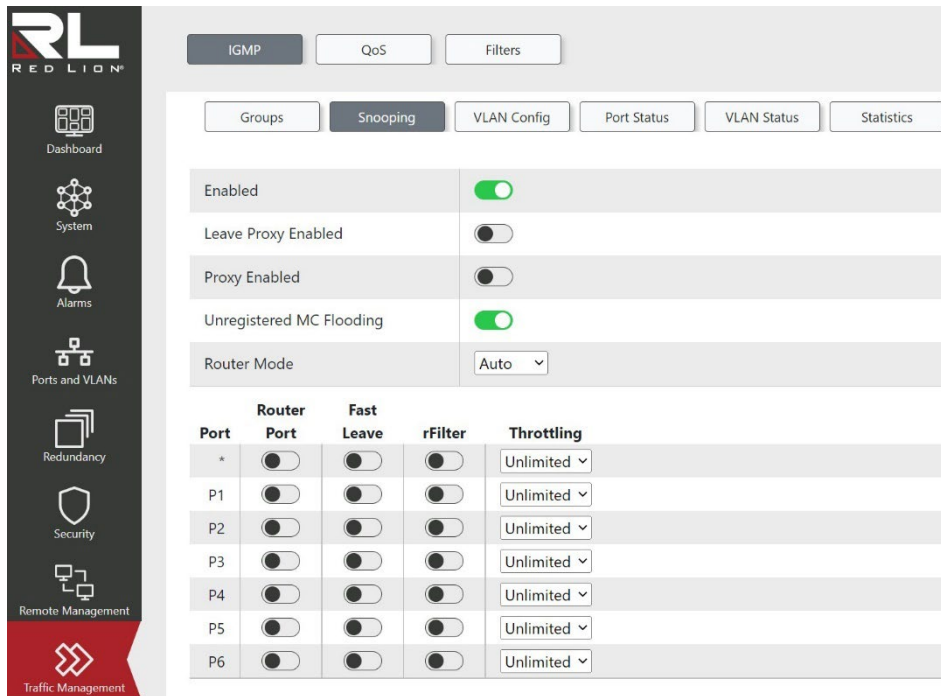 RL
RED LION®
Dashboard
System
Alarms
Ports and VLANs
Redundancy
Security
Remote Management
Traffic Management
IGMP QoS Filters
Groups Snooping VLAN Config Port Status VLAN Status Statistics
Enabled
Leave Proxy Enabled
Proxy Enabled
Unregistered MC Flooding
Router Mode Auto
Port Router Port Fast Leave rFilter Throttling
* Unlimited
P1 Unlimited
P2 Unlimited
P3 Unlimited
P4 Unlimited
P5 Unlimited
P6 Unlimited